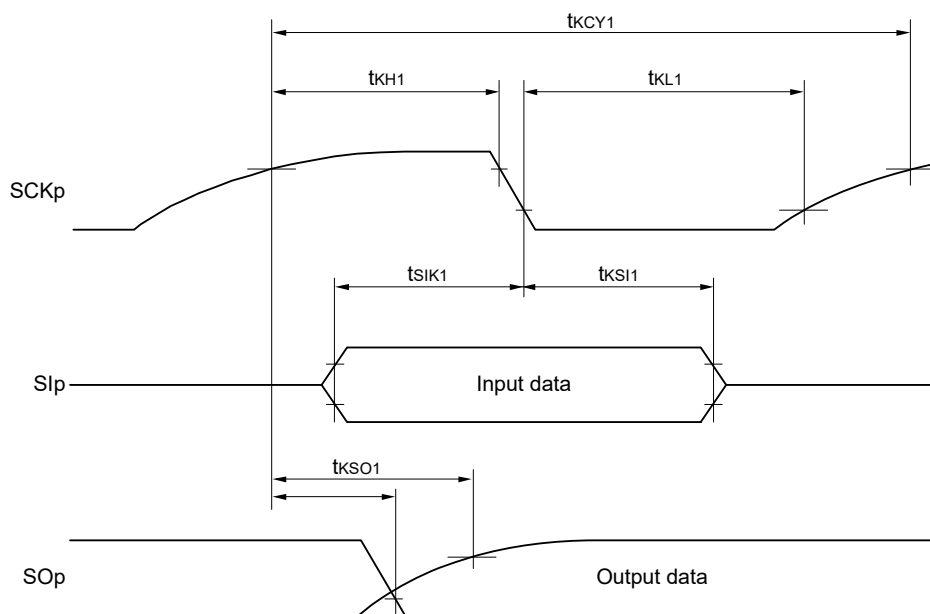 tKCY1
tKH1
tKL1
SCKp
tSIK1
tKSI1
SIp
Input data
tKSO1
SOp
Output data